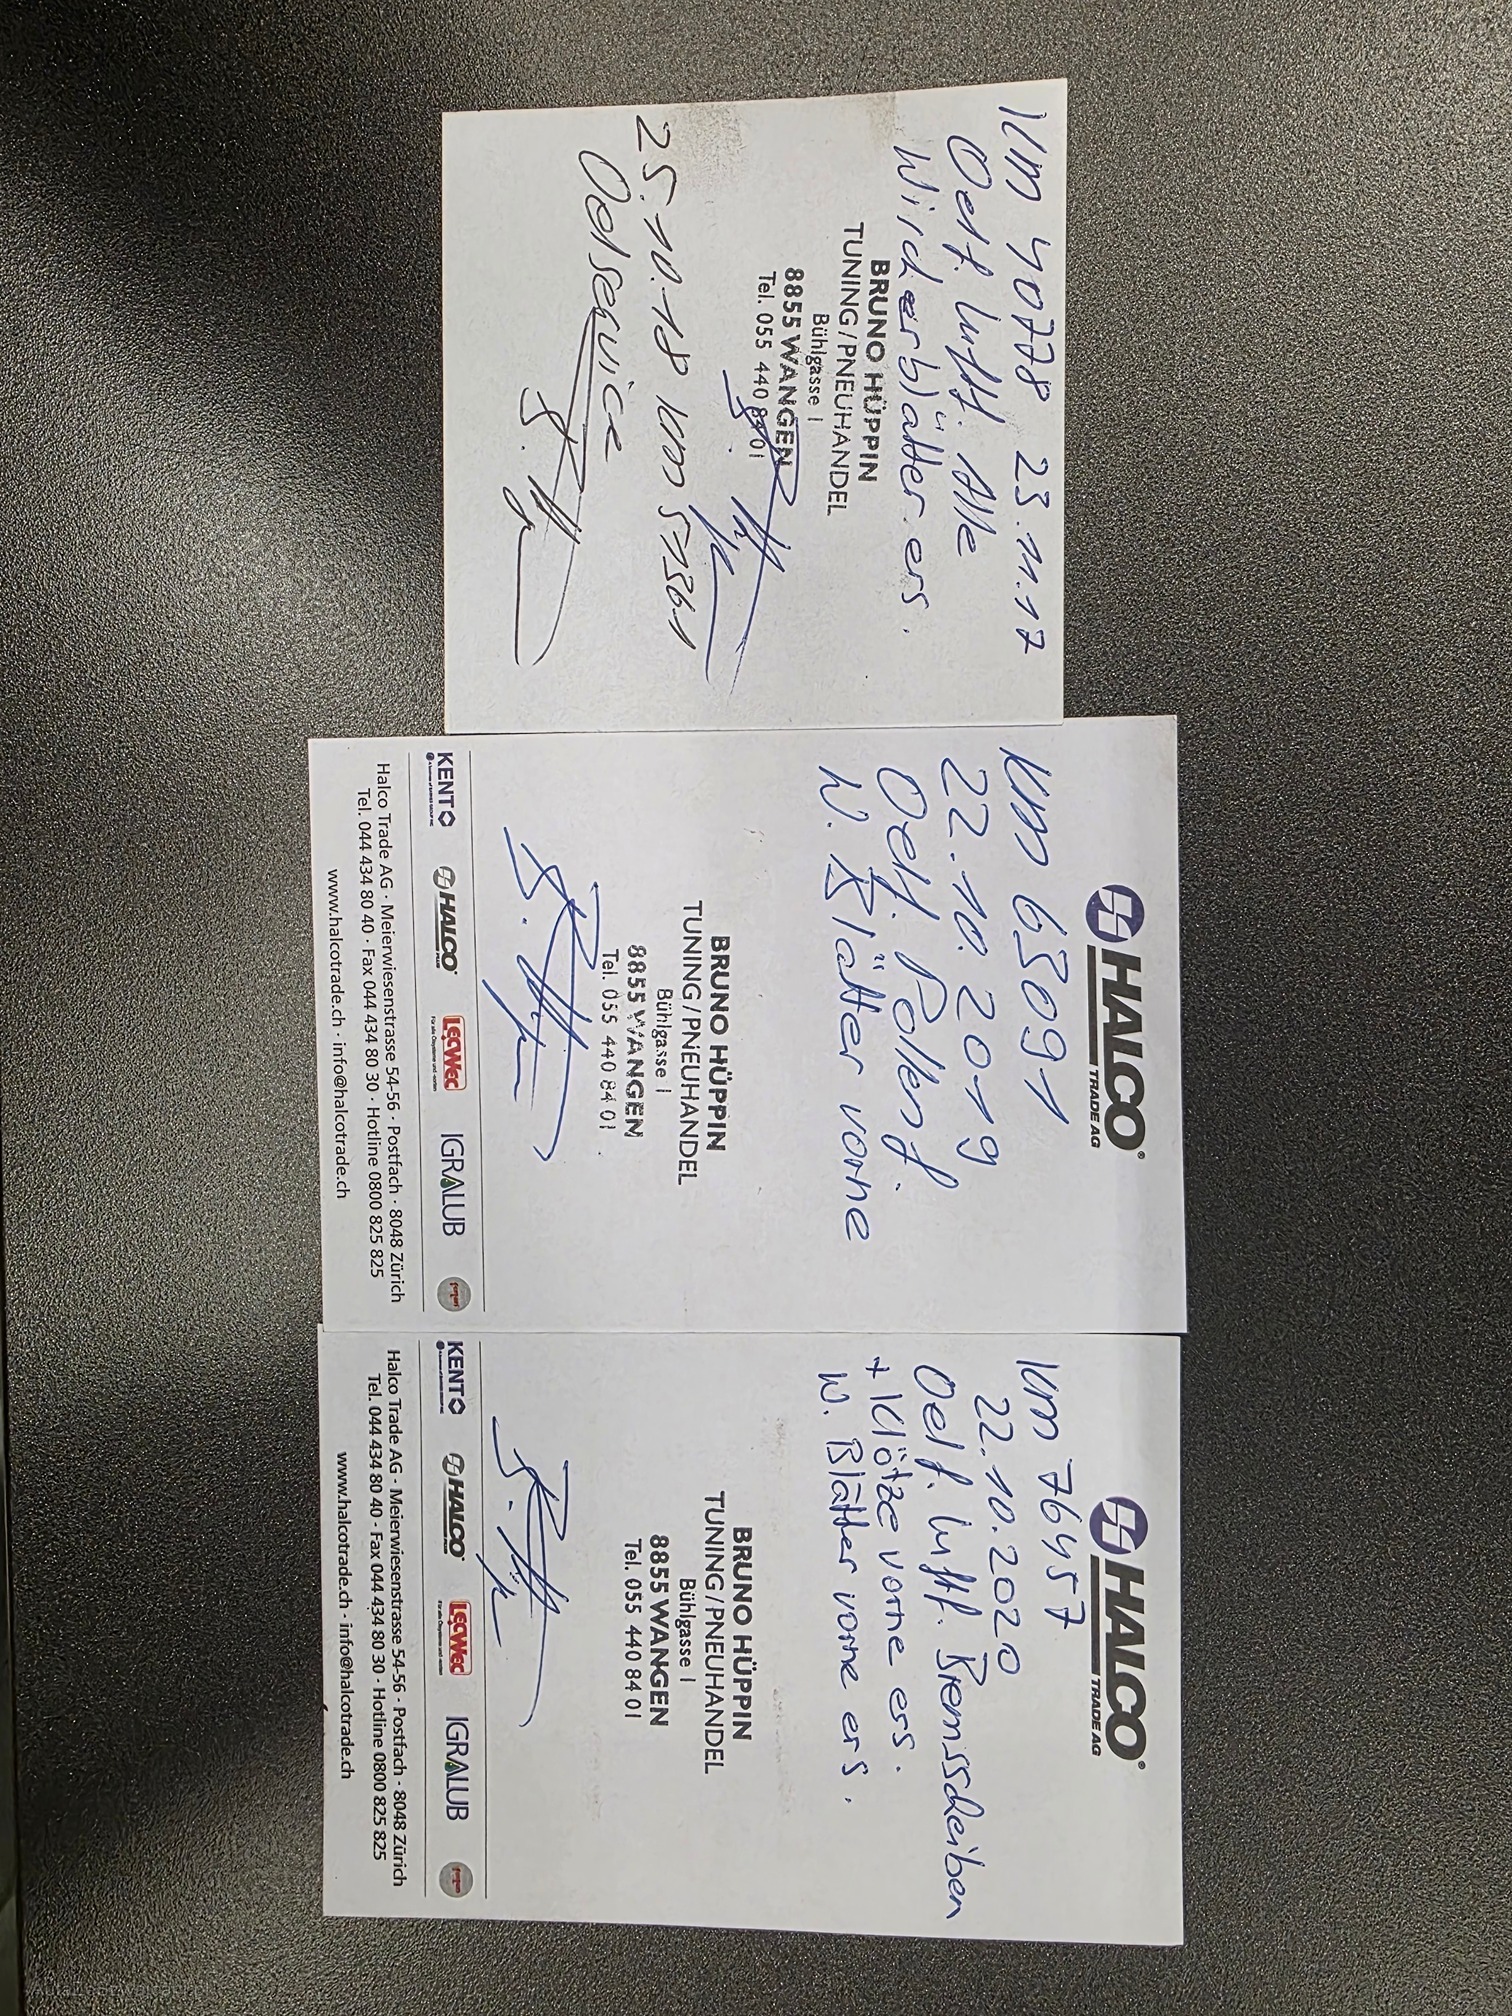 KM 40778 23.11.17
Oelf. Luftf. Alle
Wischerblätter ers.
BRUNO HÜPPIN
TUNING / PNEUHANDEL
Bühlgasse 1
8855 WANGEN
Tel. 055 440 84 01
25.10.18 KM 51361
Oelservice
HALCO®
TRADE AG
KM 63091
22.10.2019
Oelf. Pollenf.
W. Blätter vorne
BRUNO HÜPPIN
TUNING / PNEUHANDEL
Bühlgasse 1
8855 WANGEN
Tel. 055 440 84 01
KENT HALCO LecWec IGRALUB
Halco Trade AG · Meierwiesenstrasse 54-56 · Postfach · 8048 Zürich
Tel. 044 434 80 40 · Fax 044 434 80 30 · Hotline 0800 825 825
www.halcotrade.ch · info@halcotrade.ch
HALCO®
TRADE AG
KM 76457
22.10.2020
Oelf. Luftf. Bremsscheiben
+ Klötze vorne ers.
W. Blätter vorne ers.
BRUNO HÜPPIN
TUNING / PNEUHANDEL
Bühlgasse 1
8855 WANGEN
Tel. 055 440 84 01
KENT HALCO LecWec IGRALUB
Halco Trade AG · Meierwiesenstrasse 54-56 · Postfach · 8048 Zürich
Tel. 044 434 80 40 · Fax 044 434 80 30 · Hotline 0800 825 825
www.halcotrade.ch · info@halcotrade.ch